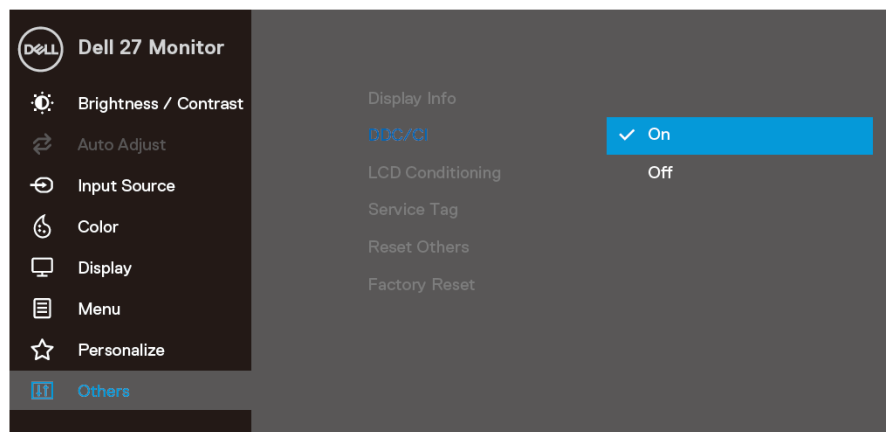 DELL
Dell 27 Monitor
Brightness / Contrast
Auto Adjust
Input Source
Color
Display
Menu
Personalize
Others
Display Info
DDC/CI
LCD Conditioning
Service Tag
Reset Others
Factory Reset
On
Off